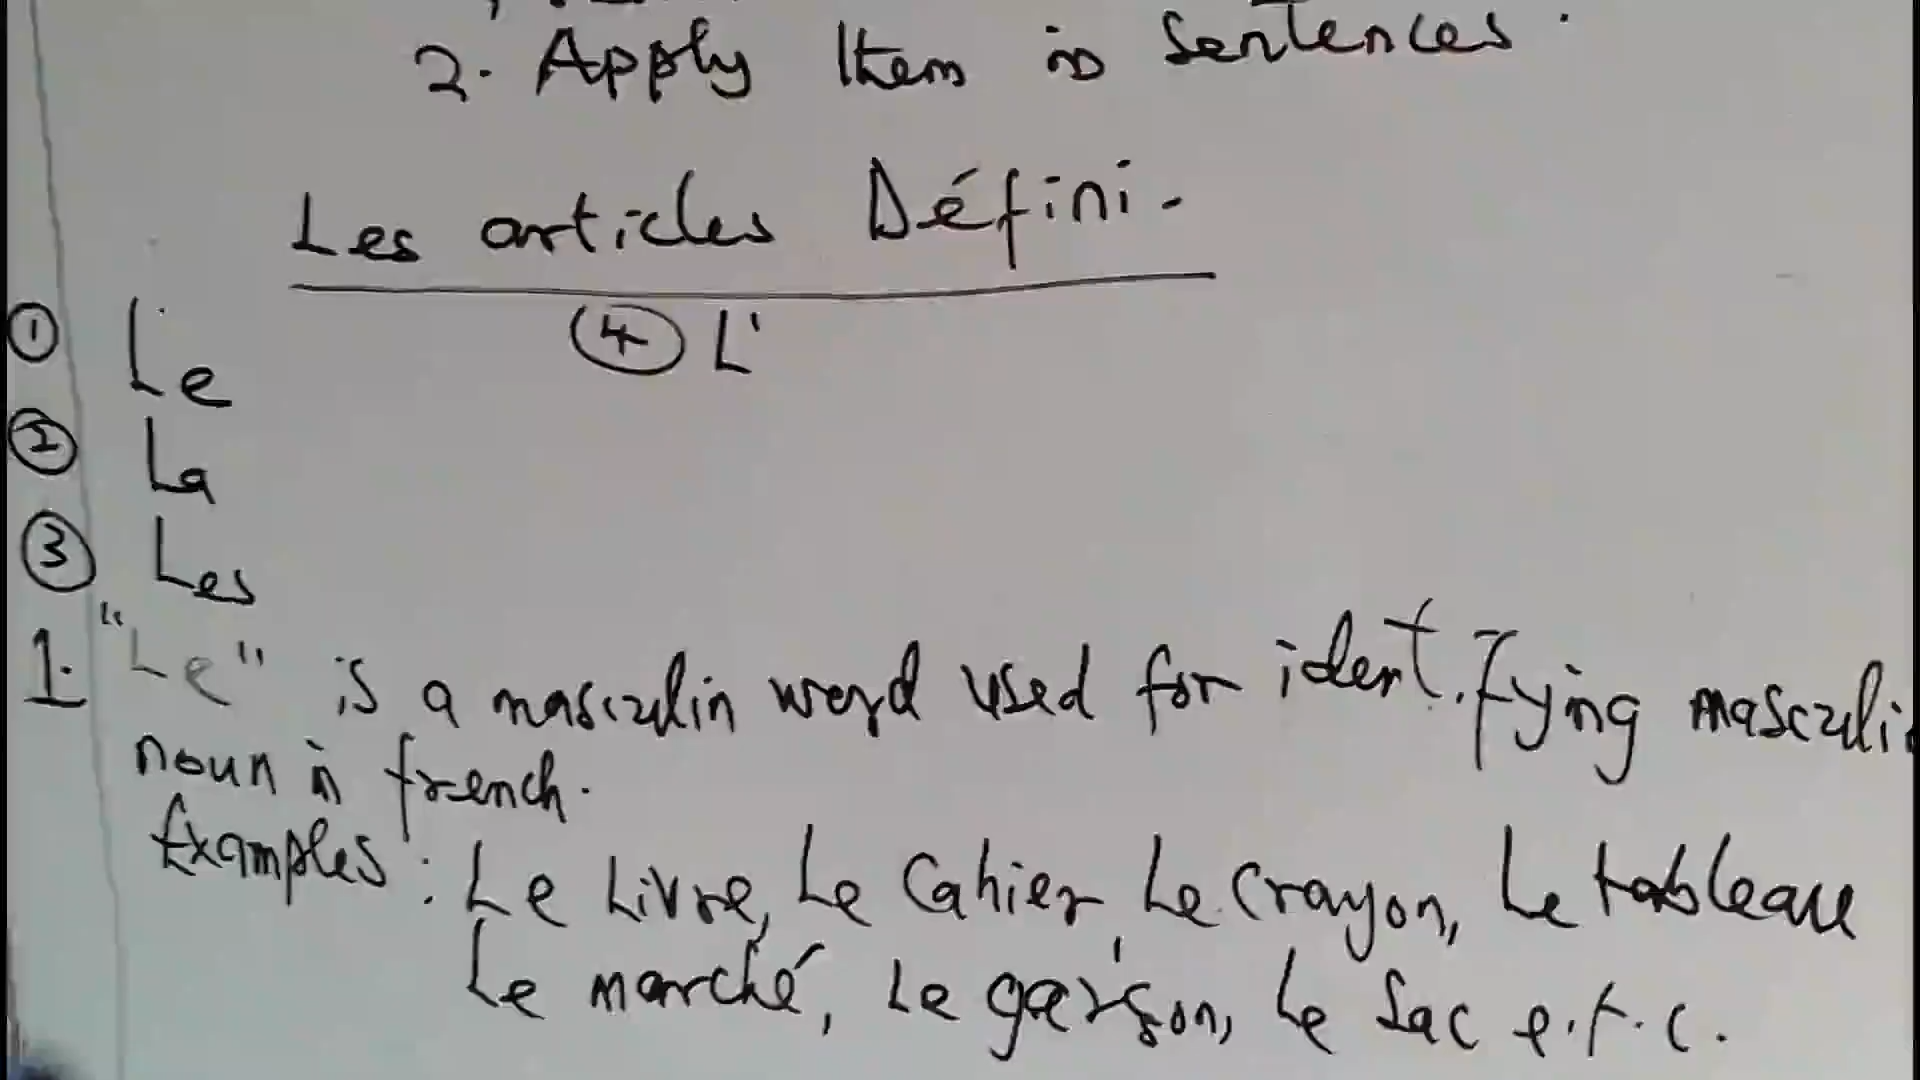 2. Apply them in Sentences.
Les articles Défini.
① Le ④ L'
② La
③ Les
1. "Le" is a masculin word used for identifying masculi
noun in french.
Examples: Le Livre, Le Cahier, Le Crayon, Le tableau
Le marché, Le garçon, Le Sac e.t.c.